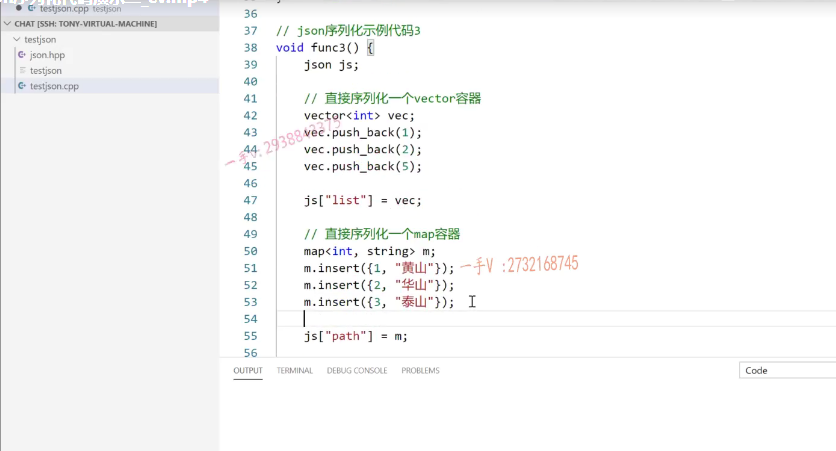 testjson.cpp testjson
CHAT [SSH: TONY-VIRTUAL-MACHINE]
testjson
json.hpp
testjson
testjson.cpp
36
37 // json序列化示例代码3
38 void func3() {
39 json js;
40
41 // 直接序列化一个vector容器
42 vector<int> vec;
43 vec.push_back(1);
44 vec.push_back(2);
45 vec.push_back(5);
46
47 js["list"] = vec;
48
49 // 直接序列化一个map容器
50 map<int, string> m;
51 m.insert({1, "黄山"});
52 m.insert({2, "华山"});
53 m.insert({3, "泰山"});
54
55 js["path"] = m;
56
一手V:2938842375
一手V :2732168745
OUTPUT TERMINAL DEBUG CONSOLE PROBLEMS
Code